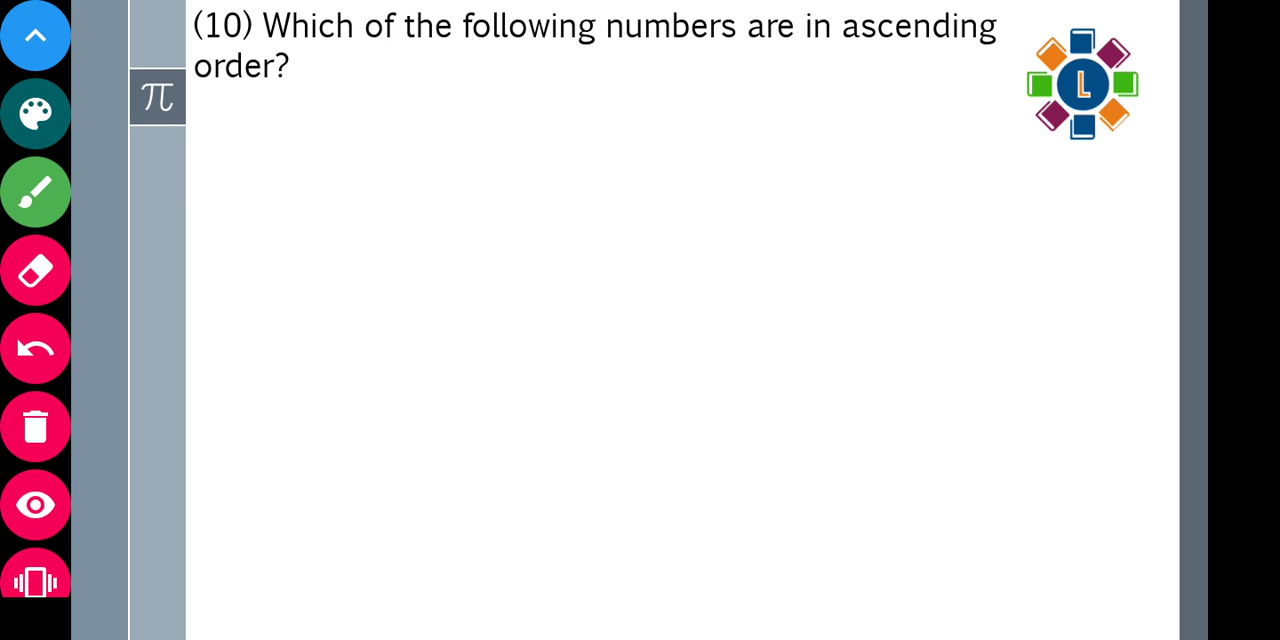 (10) Which of the following numbers are in ascending
order?
π
L